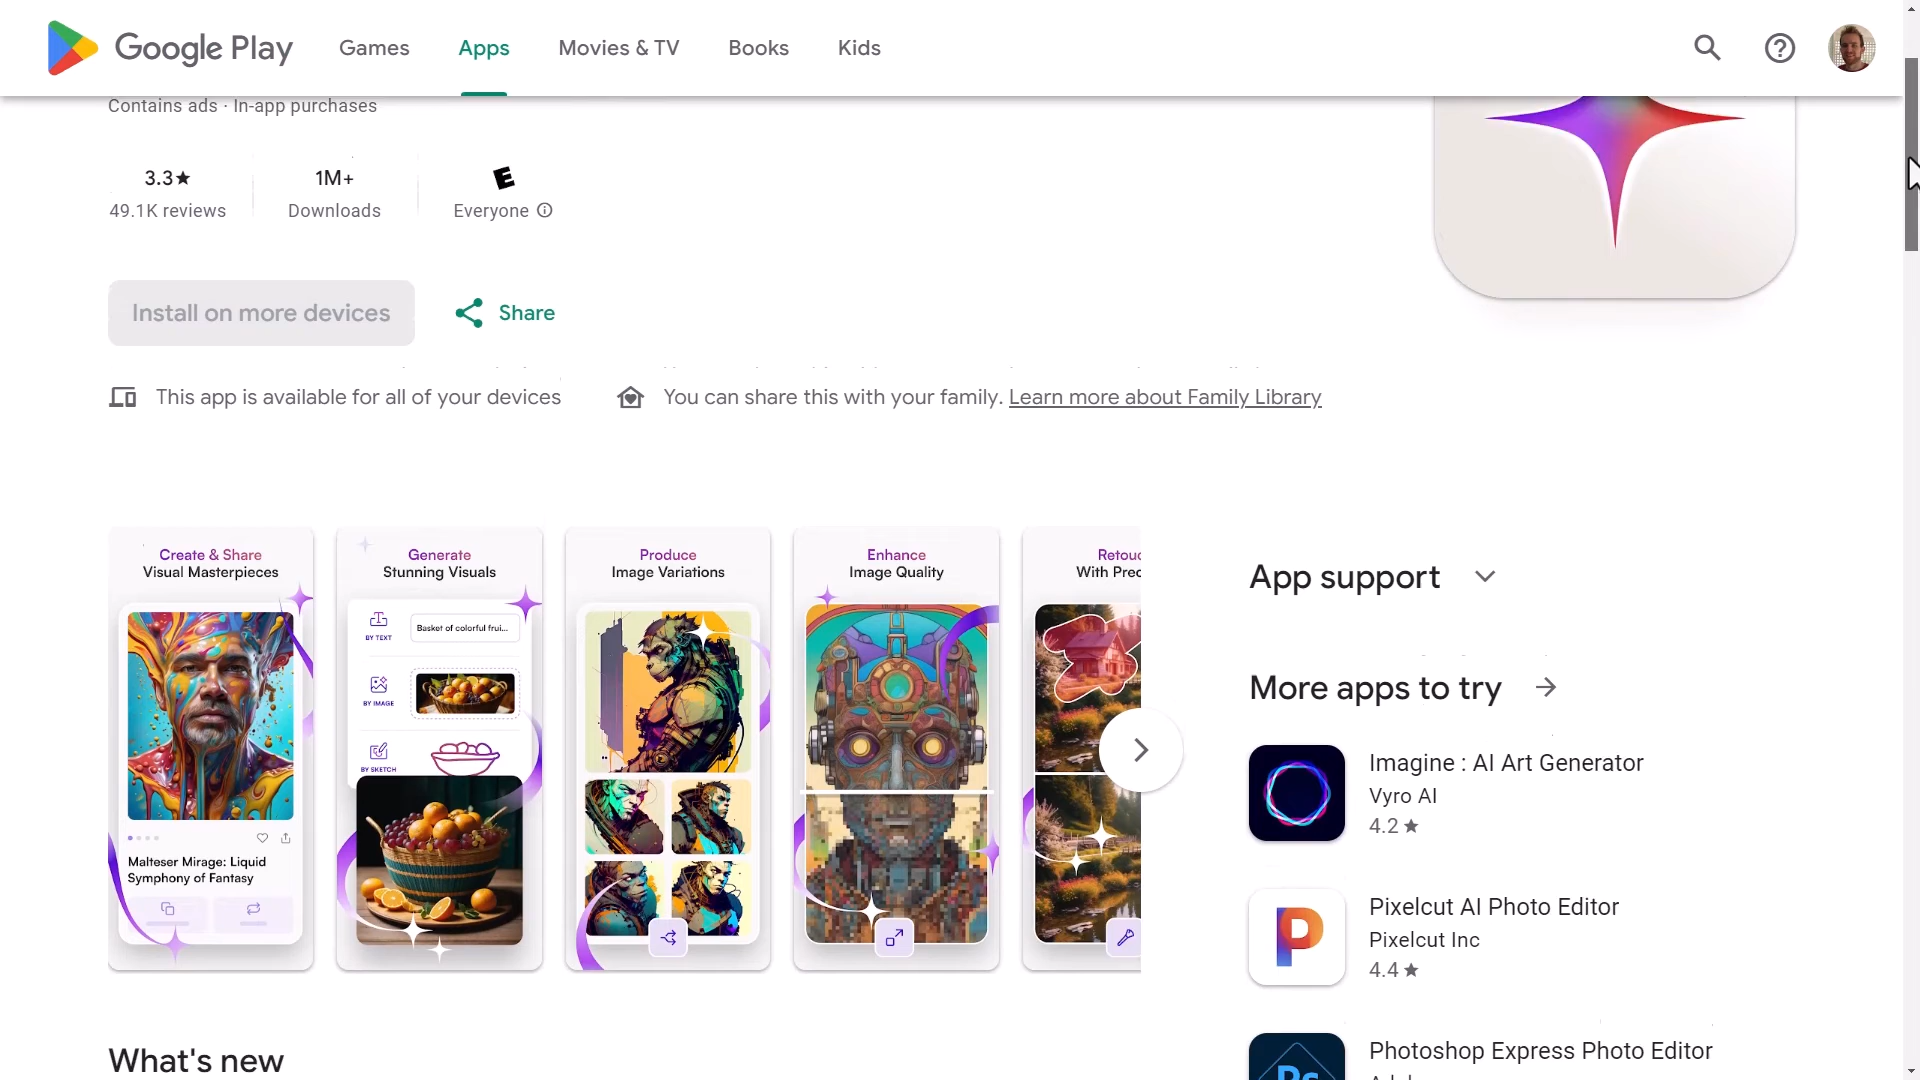 Google Play Games Apps Movies & TV Books Kids
Contains ads · In-app purchases
3.3★ 1M+ E
49.1K reviews Downloads Everyone
Install on more devices Share
This app is available for all of your devices You can share this with your family. Learn more about Family Library
Create & Share
Visual Masterpieces
Malteser Mirage: Liquid
Symphony of Fantasy
Generate
Stunning Visuals
BY TEXT
Basket of colorful frui...
BY IMAGE
BY SKETCH
Produce
Image Variations
Enhance
Image Quality
With
App support
More apps to try
Imagine : AI Art Generator
Vyro AI
4.2 ★
P
Pixelcut AI Photo Editor
Pixelcut Inc
4.4 ★
Photoshop Express Photo Editor
What's new